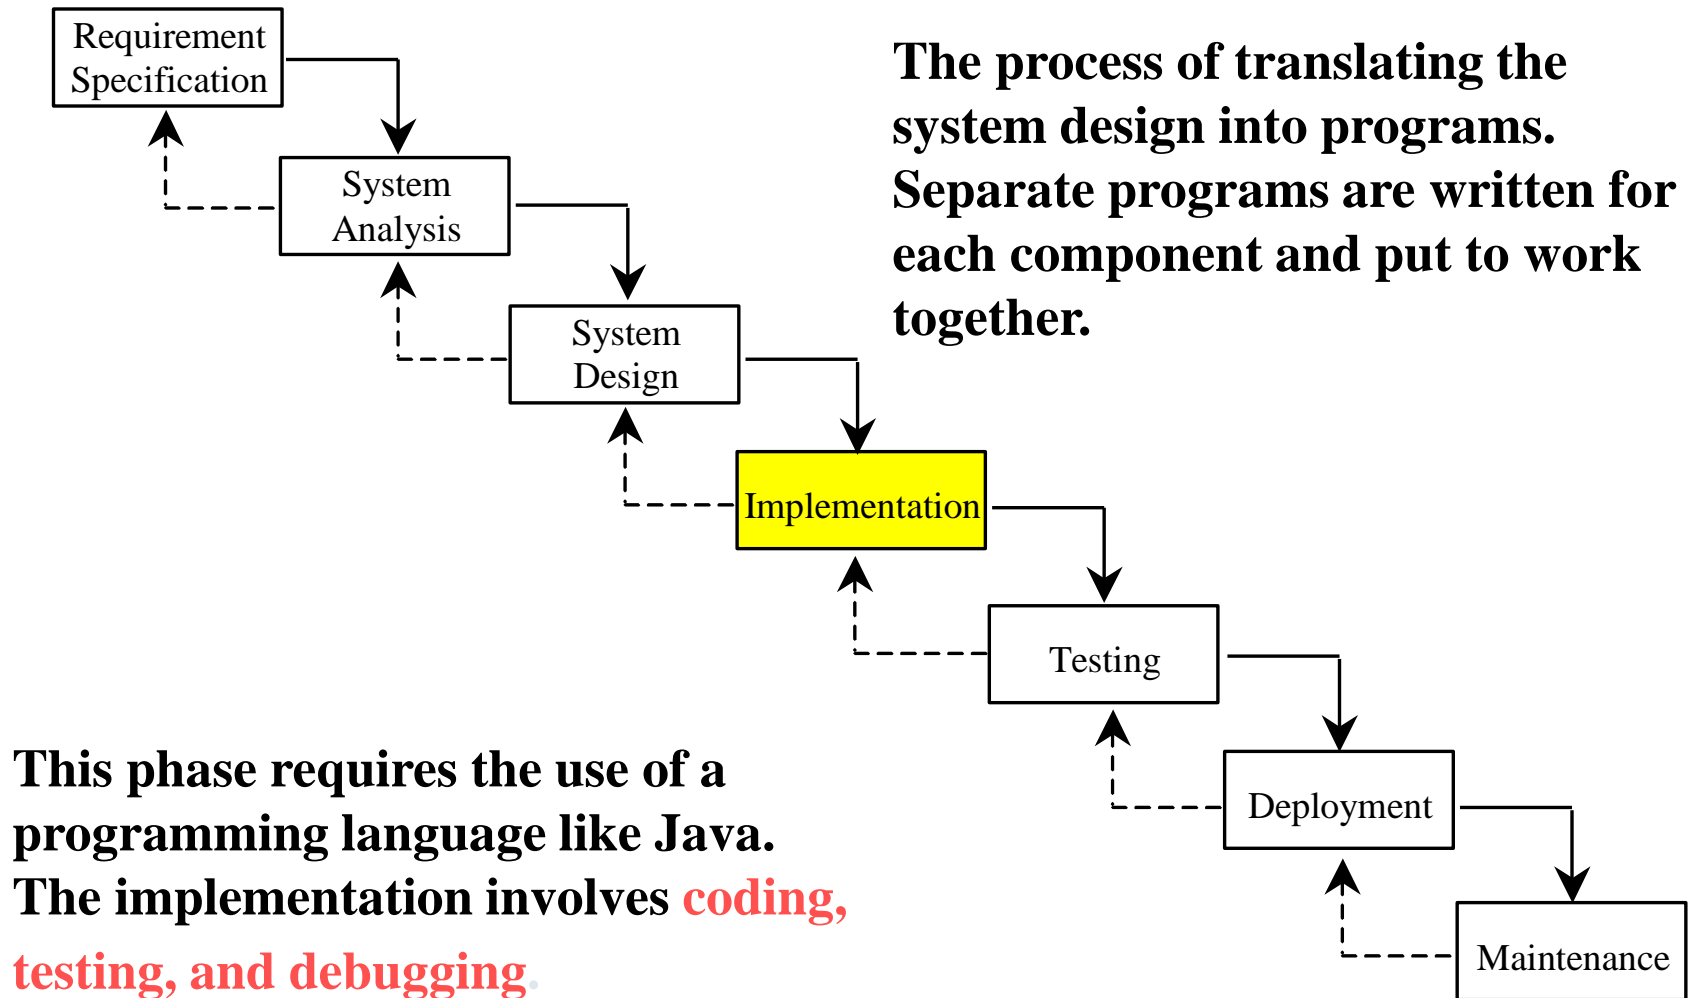 Requirement
Specification
The process of translating the
system design into programs.
Separate programs are written for
each component and put to work
together.
System
Analysis
System
Design
Implementation
Testing
This phase requires the use of a
programming language like Java.
The implementation involves coding,
testing, and debugging.
Deployment
Maintenance